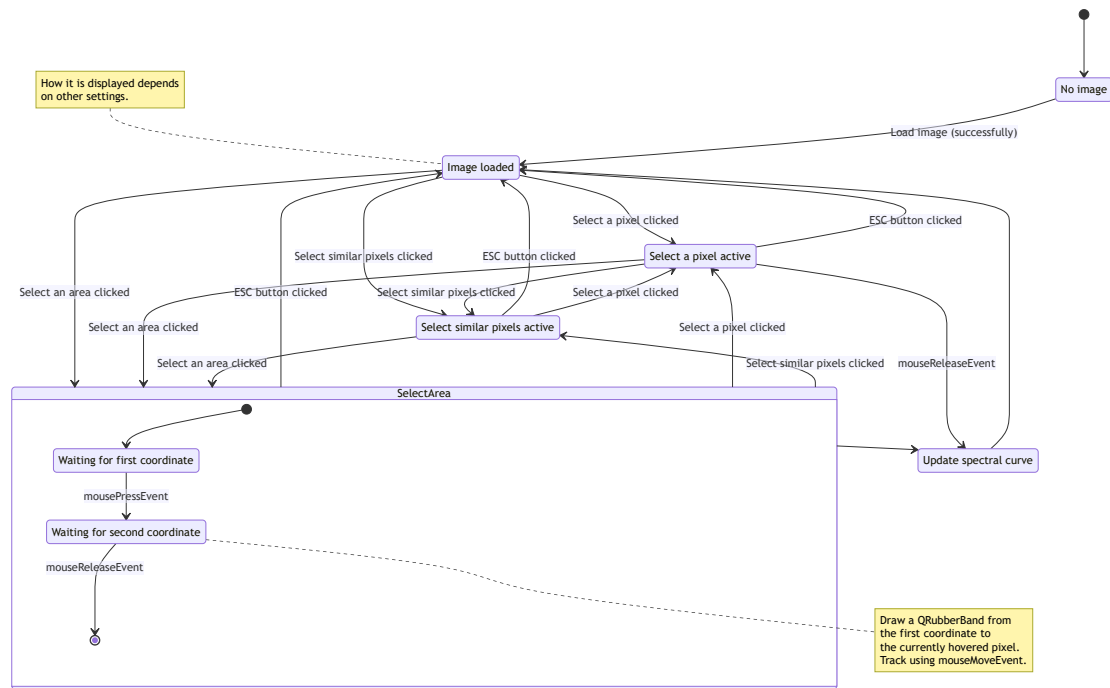 How it is displayed depends
on other settings.
No image
Load image (successfully)
Image loaded
Select a pixel clicked
ESC button clicked
Select similar pixels clicked
ESC button clicked
Select a pixel active
Select an area clicked
ESC button clicked
Select similar pixels clicked
Select a pixel clicked
Select an area clicked
Select similar pixels active
Select a pixel clicked
Select an area clicked
Select similar pixels clicked
mouseReleaseEvent
SelectArea
Waiting for first coordinate
Update spectral curve
mousePressEvent
Waiting for second coordinate
mouseReleaseEvent
Draw a QRubberBand from
the first coordinate to
the currently hovered pixel.
Track using mouseMoveEvent.